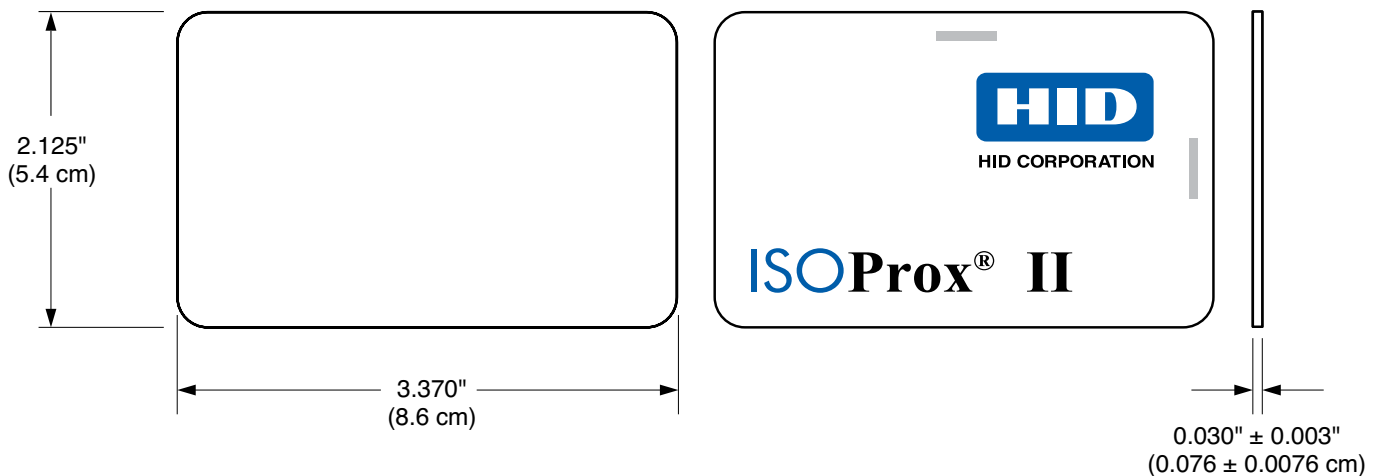 2.125"
(5.4 cm)
3.370"
(8.6 cm)
HID
HID CORPORATION
ISOProx® II
0.030" ± 0.003"
(0.076 ± 0.0076 cm)